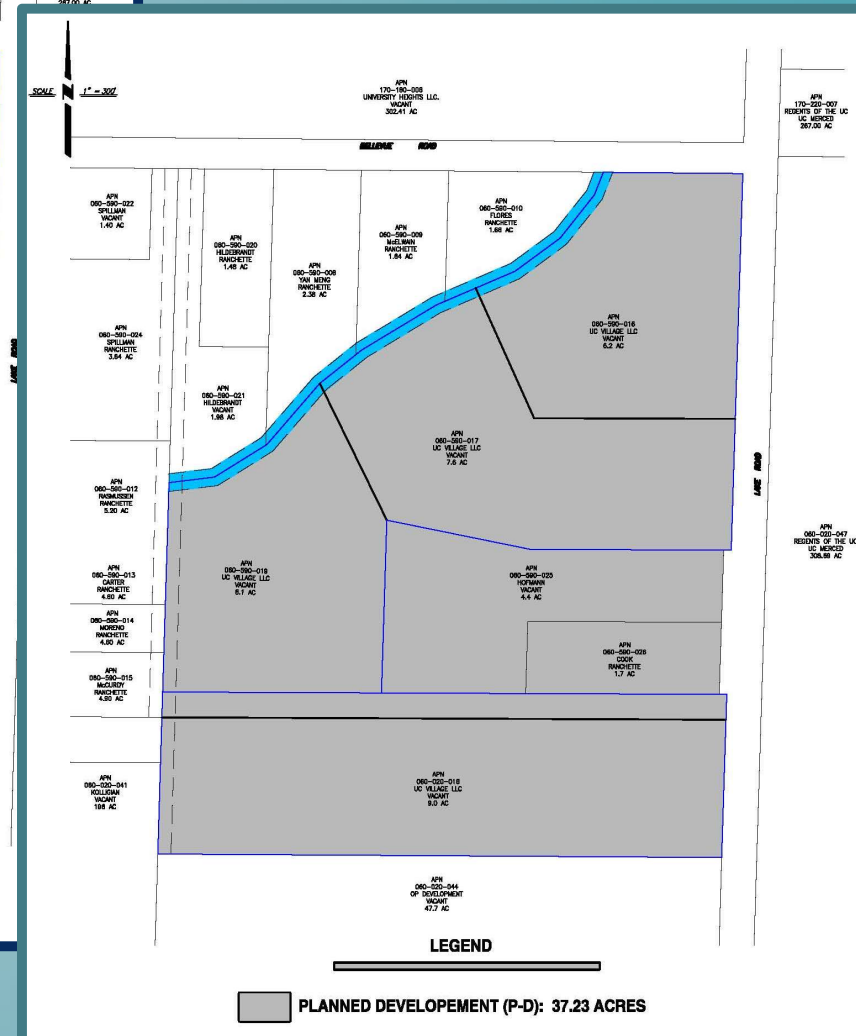 267.00 AC
SCALE 1" = 300'
APN
170-180-008
UNIVERSITY HEIGHTS LLC.
VACANT
302.41 AC
APN
170-220-007
REGENTS OF THE UC
UC MERCED
267.00 AC
BELLEVUE ROAD
APN
060-590-022
SPILLMAN
VACANT
1.40 AC
APN
060-590-020
HILDEBRANDT
RANCHETTE
1.48 AC
APN
060-590-008
YAN MENG
RANCHETTE
2.38 AC
APN
060-590-009
McELWAIN
RANCHETTE
1.84 AC
APN
060-590-010
FLORES
RANCHETTE
1.68 AC
APN
060-590-016
UC VILLAGE LLC
VACANT
6.2 AC
APN
060-590-024
SPILLMAN
RANCHETTE
3.64 AC
LAKE ROAD
APN
060-590-021
HILDEBRANDT
VACANT
1.98 AC
APN
060-590-017
UC VILLAGE LLC
VACANT
7.6 AC
LAKE ROAD
APN
060-590-012
RASMUSSEN
RANCHETTE
5.20 AC
APN
060-020-047
REGENTS OF THE UC
UC MERCED
APN
060-590-013
CARTER
RANCHETTE
4.60 AC
APN
060-590-019
UC VILLAGE LLC
VACANT
8.1 AC
APN
060-590-025
HOFMANN
VACANT
4.4 AC
APN
060-590-014
MORENO
RANCHETTE
4.60 AC
APN
060-590-026
COOK
RANCHETTE
1.7 AC
APN
060-590-015
McCURDY
RANCHETTE
4.90 AC
APN
060-020-041
KOLLIGIAN
VACANT
198 AC
APN
060-020-018
UC VILLAGE LLC
VACANT
9.0 AC
APN
060-020-044
OP DEVELOPMENT
VACANT
47.7 AC
LEGEND
PLANNED DEVELOPEMENT (P-D): 37.23 ACRES